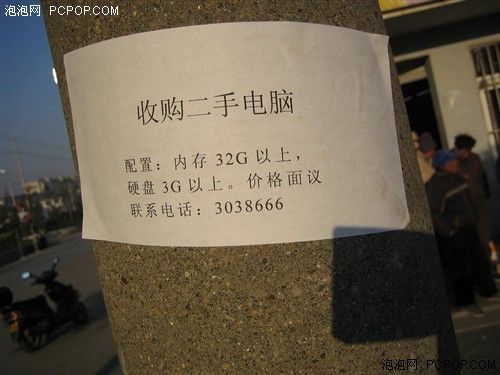 泡泡网 PCPOP.COM
收购二手电脑
配置：内存 32G 以上，
硬盘 3G 以上。价格面议
联系电话：3038666
泡泡网 PCPOP.COM